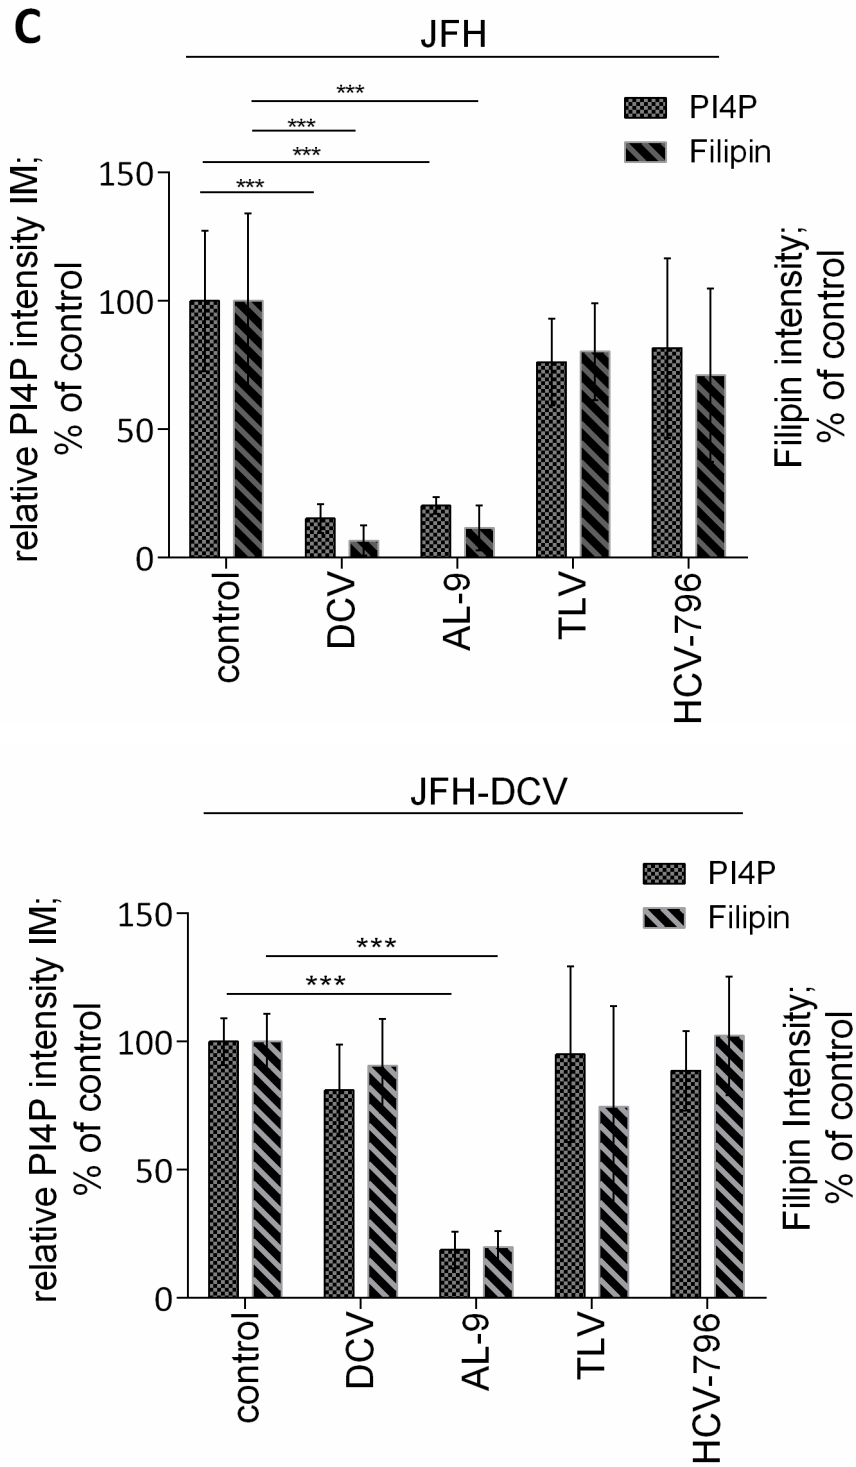 C
JFH
***
***
***
***
PI4P
Filipin
relative PI4P intensity IM;
% of control
150
100
50
0
Filipin intensity;
% of control
control
DCV
AL-9
TLV
HCV-796
JFH-DCV
PI4P
Filipin
***
***
relative PI4P intensity IM;
% of control
150
100
50
0
Filipin Intensity;
% of control
control
DCV
AL-9
TLV
HCV-796